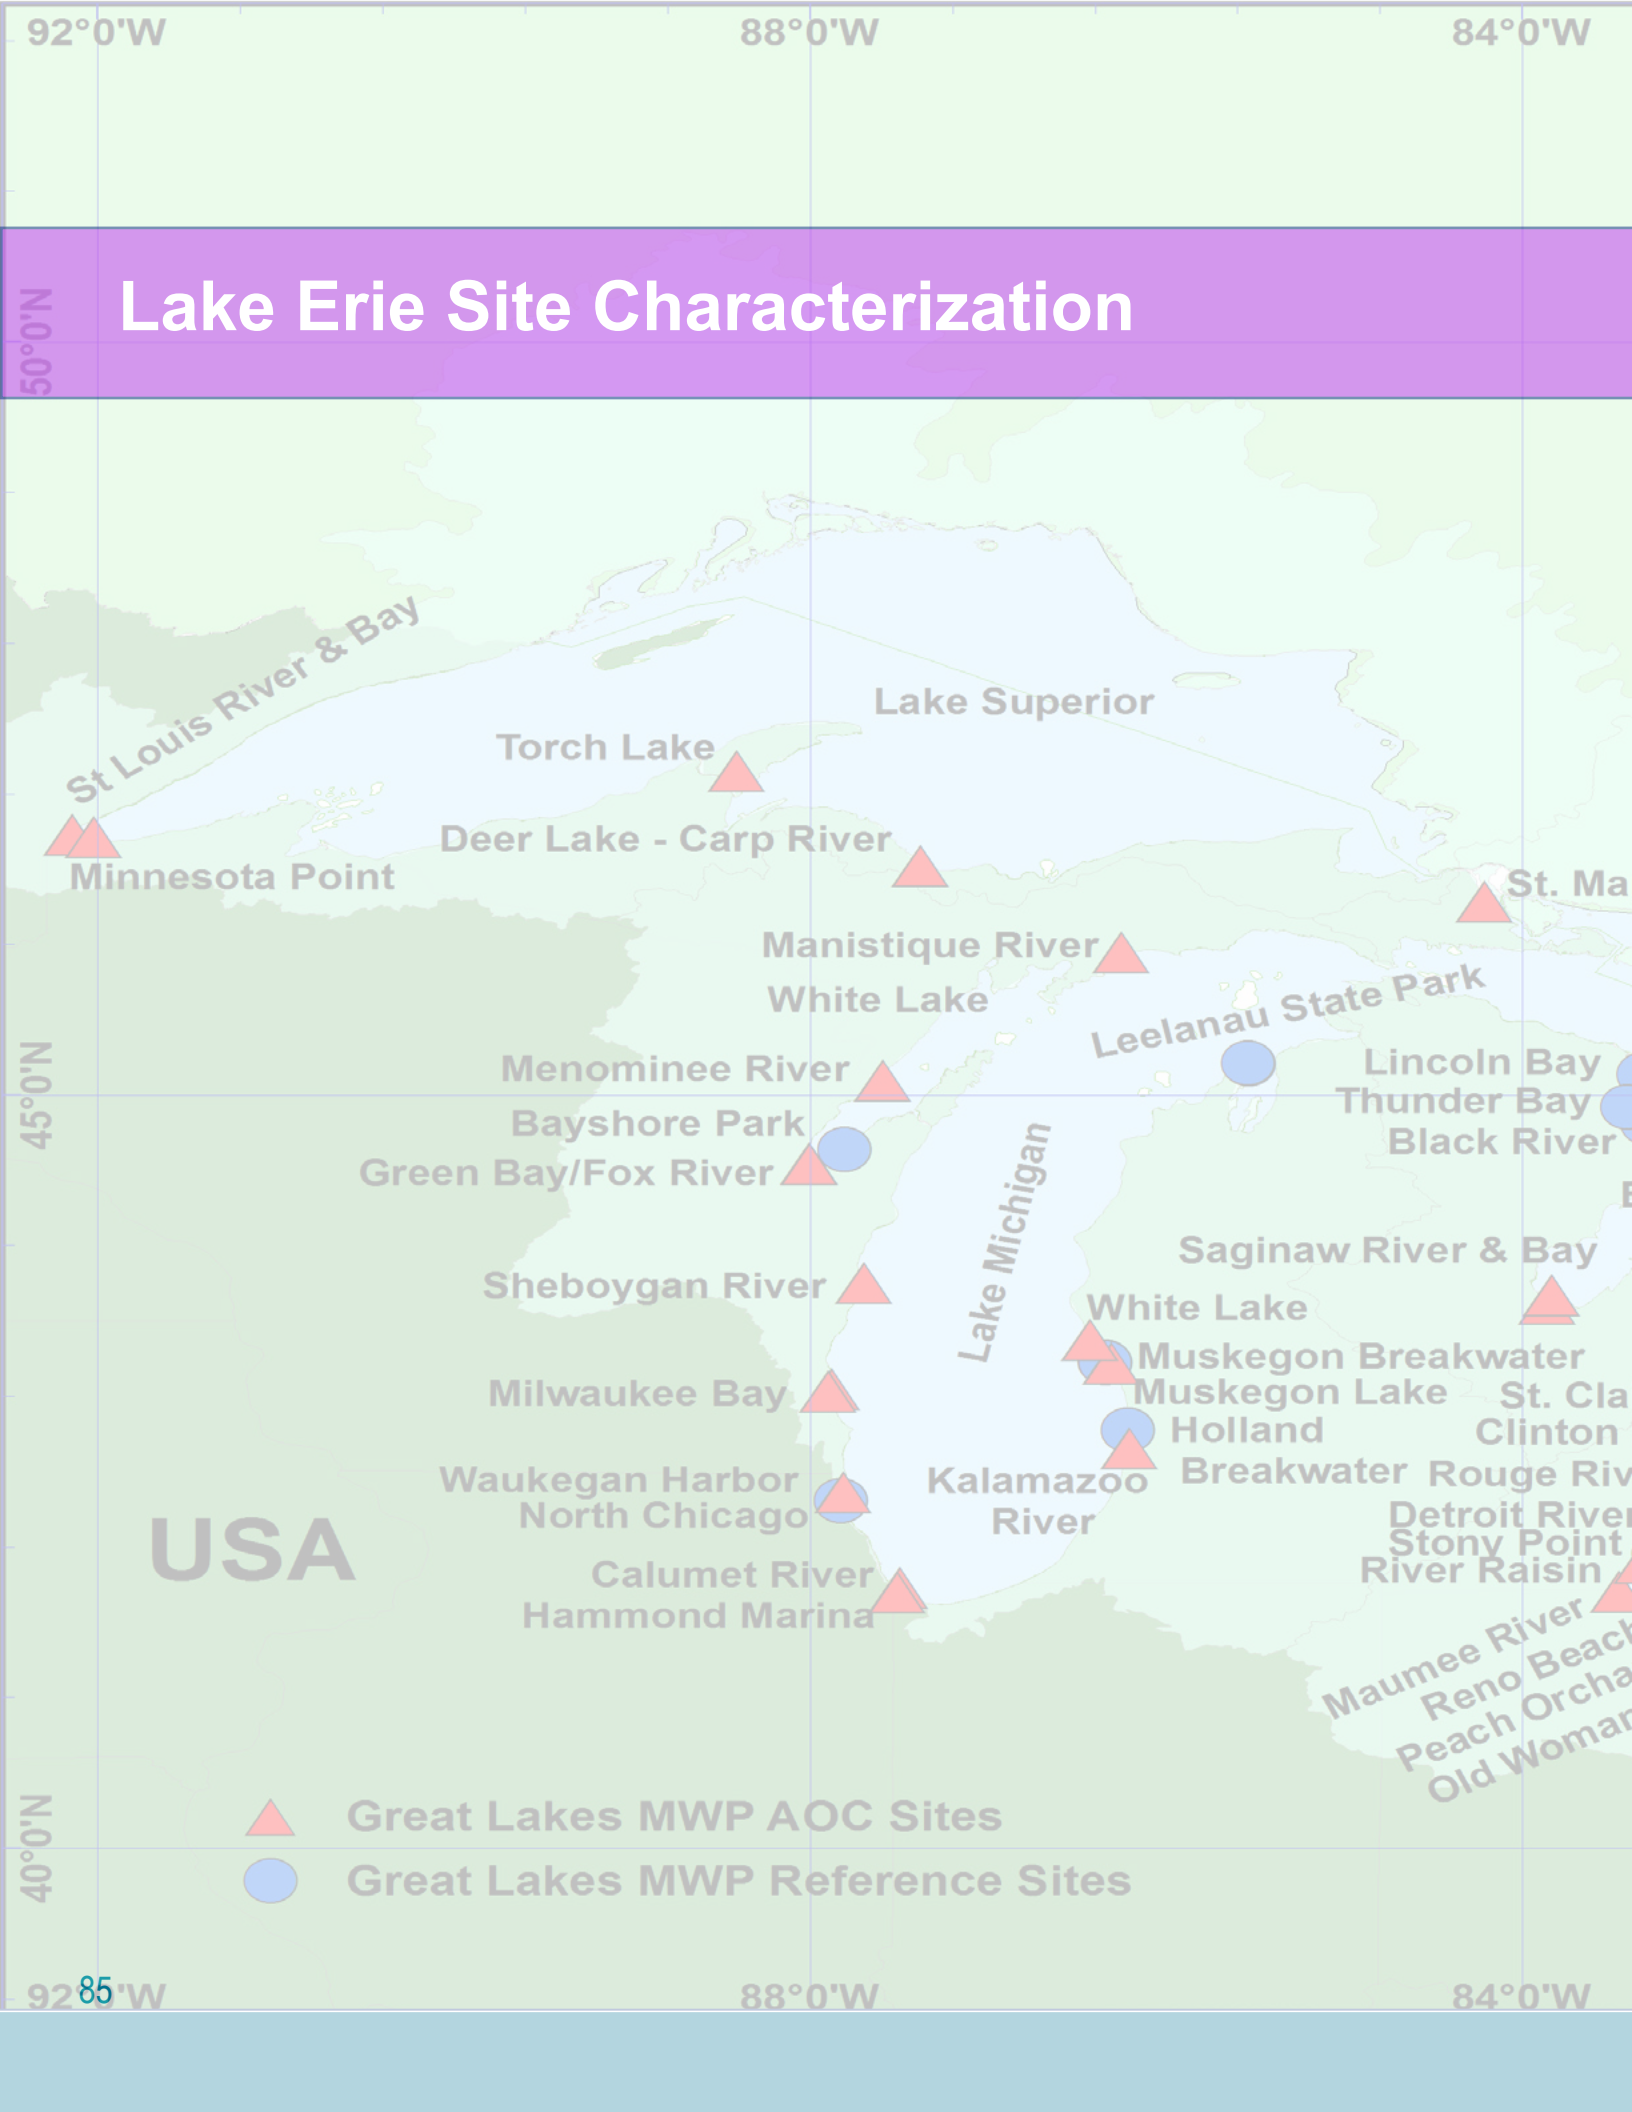 92°0'W
88°0'W
84°0'W
Lake Erie Site Characterization
50°0'N
St Louis River & Bay
Lake Superior
Torch Lake
Deer Lake - Carp River
Minnesota Point
St. Ma
Manistique River
White Lake
Leelanau State Park
45°0'N
Menominee River
Lincoln Bay
Bayshore Park
Thunder Bay
Green Bay/Fox River
Black River
Lake Michigan
Saginaw River & Bay
Sheboygan River
White Lake
Muskegon Breakwater
Milwaukee Bay
Muskegon Lake
St. Cla
Holland
Clinton
Waukegan Harbor
Kalamazoo
Breakwater
Rouge Riv
North Chicago
River
Detroit River
USA
Stony Point
Calumet River
River Raisin
Hammond Marina
Maumee River
Reno Beach
Peach Orcha
Old Woman
40°0'N
Great Lakes MWP AOC Sites
Great Lakes MWP Reference Sites
85
92°0'W
88°0'W
84°0'W